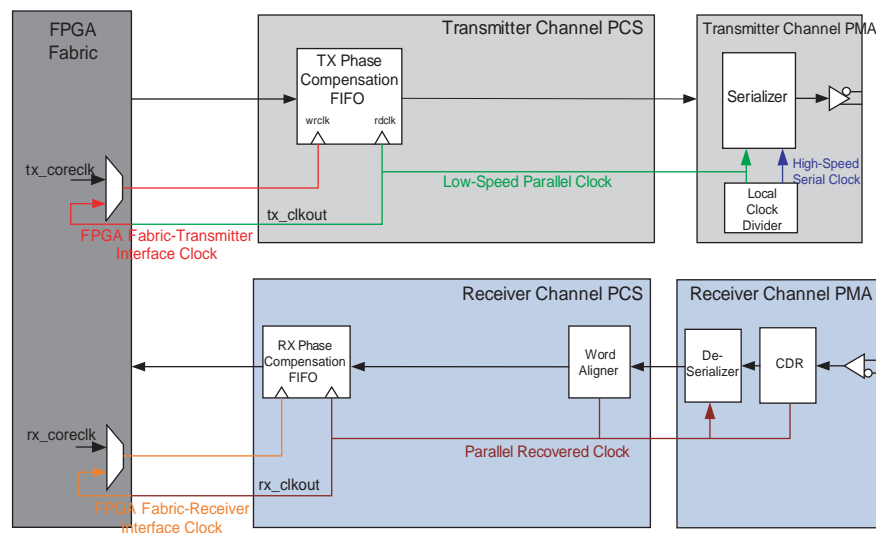 FPGA
Fabric
Transmitter Channel PCS
Transmitter Channel PMA
TX Phase
Compensation
FIFO
wrclk
rdclk
Serializer
tx_coreclk
Low-Speed Parallel Clock
High-Speed
Serial Clock
Local
Clock
Divider
tx_clkout
FPGA Fabric-Transmitter
Interface Clock
Receiver Channel PCS
Receiver Channel PMA
RX Phase
Compensation
FIFO
Word
Aligner
De-
Serializer
CDR
rx_coreclk
Parallel Recovered Clock
rx_clkout
FPGA Fabric-Receiver
Interface Clock